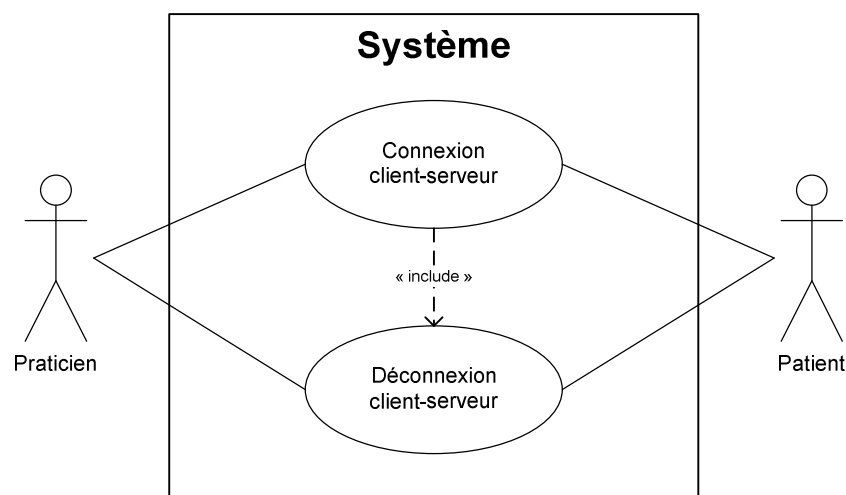 Système
Connexion
client-serveur
« include »
Praticien
Patient
Déconnexion
client-serveur